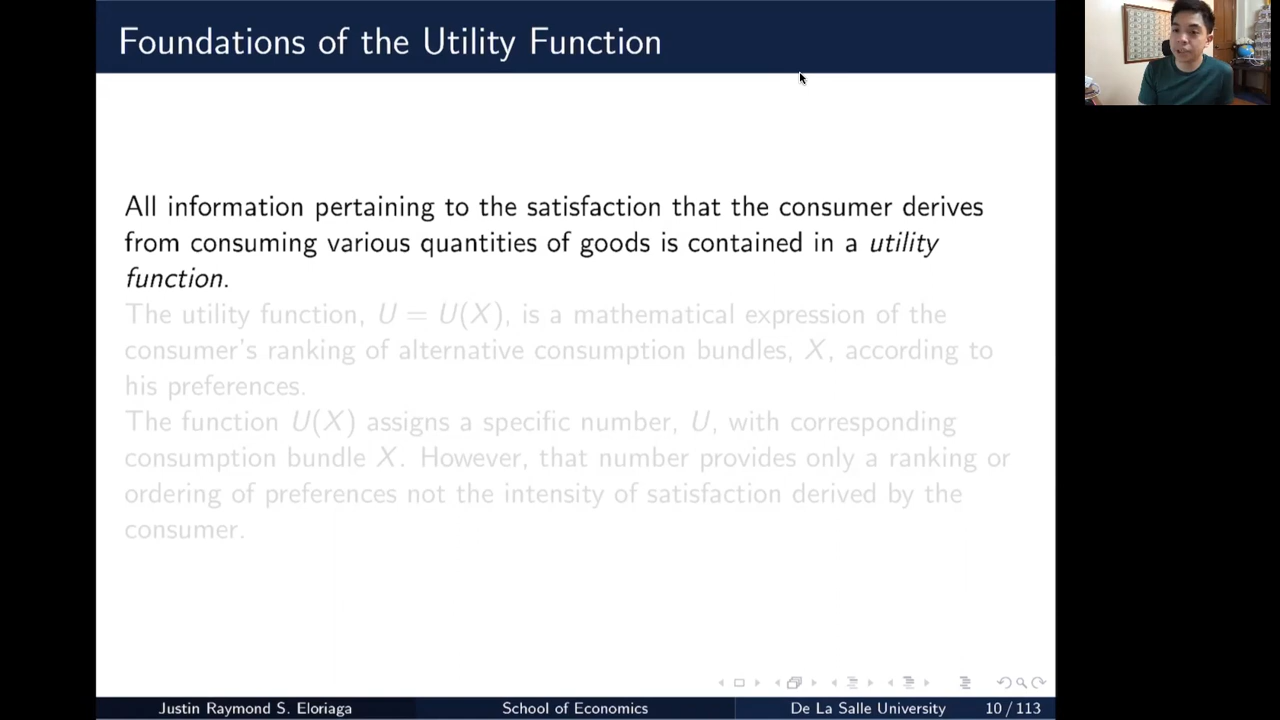 Foundations of the Utility Function
All information pertaining to the satisfaction that the consumer derives
from consuming various quantities of goods is contained in a utility
function.
The utility function, U = U(X), is a mathematical expression of the
consumer's ranking of alternative consumption bundles, X, according to
his preferences.
The function U(X) assigns a specific number, U, with corresponding
consumption bundle X. However, that number provides only a ranking or
ordering of preferences not the intensity of satisfaction derived by the
consumer.
Justin Raymond S. Eloriaga School of Economics De La Salle University 10 / 113